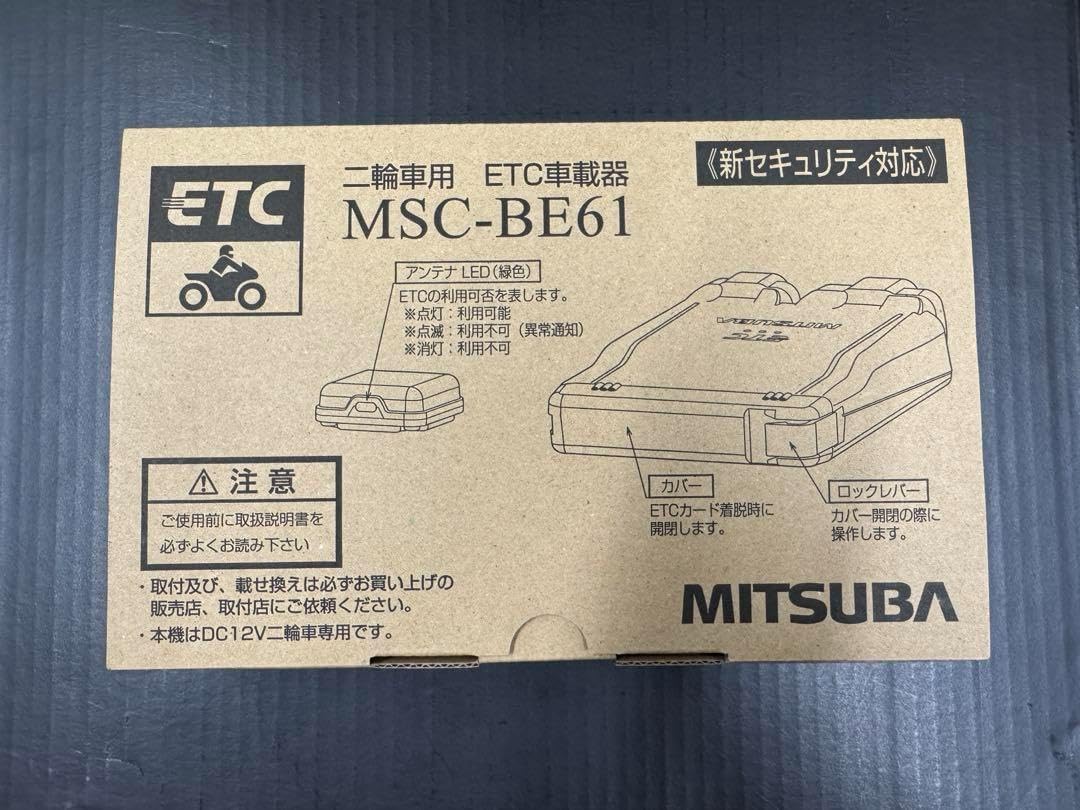 ETC
二輪車用 ETC車載器
MSC-BE61
《新セキュリティ対応》
アンテナ LED（緑色）
ETCの利用可否を表します。
※点灯：利用可能
※点滅：利用不可（異常通知）
※消灯：利用不可
MITSUBA
ETC
カバー
ETCカード着脱時に
開閉します。
ロックレバー
カバー開閉の際に
操作します。
⚠ 注意
ご使用前に取扱説明書を
必ずよくお読み下さい
・取付及び、載せ換えは必ずお買い上げの
販売店、取付店にご依頼ください。
・本機はDC12V二輪車専用です。
MITSUBA